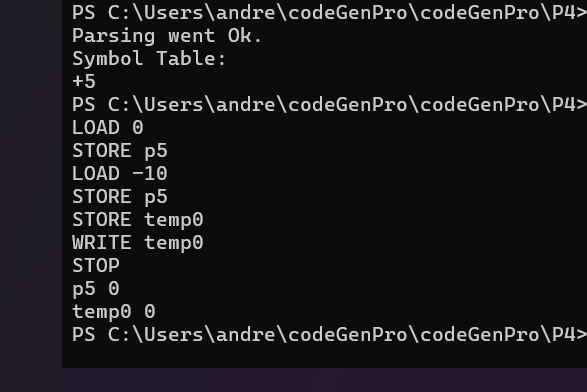 PS C:\Users\andre\codeGenPro\codeGenPro\P4>
Parsing went Ok.
Symbol Table:
+5
PS C:\Users\andre\codeGenPro\codeGenPro\P4>
LOAD 0
STORE p5
LOAD -10
STORE p5
STORE temp0
WRITE temp0
STOP
p5 0
temp0 0
PS C:\Users\andre\codeGenPro\codeGenPro\P4>